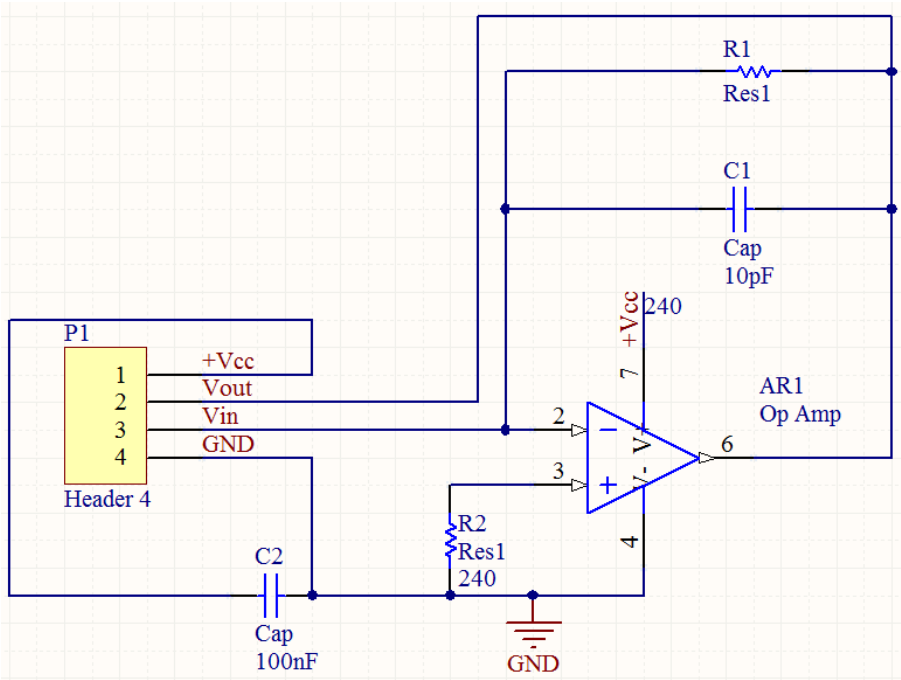 R1
Res1
C1
Cap
10pF
+Vcc
240
7
P1
1
+Vcc
2
Vout
3
Vin
4
GND
Header 4
AR1
Op Amp
2
−
V+
6
3
+
V-
4
R2
Res1
240
C2
Cap
100nF
GND